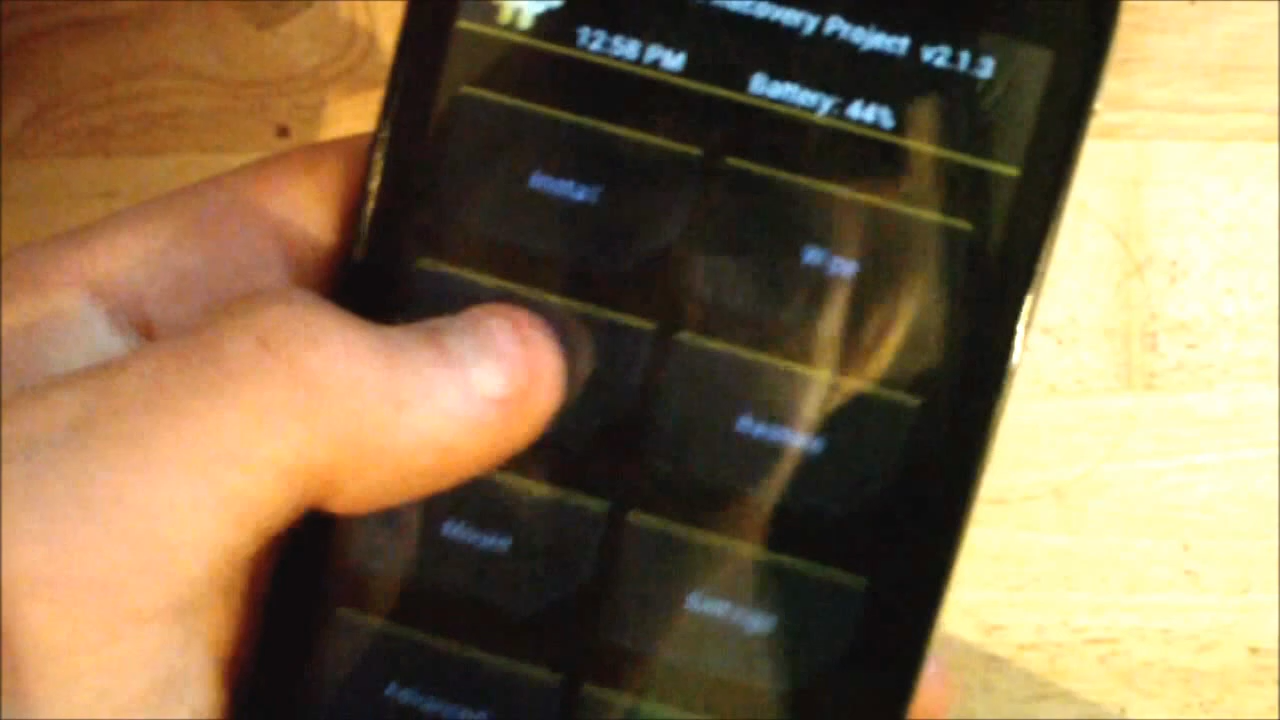 Recovery Project v2.1.3
12:58 PM
Battery: 44%
Install
Wipe
Restore
Mount
Settings
Advanced